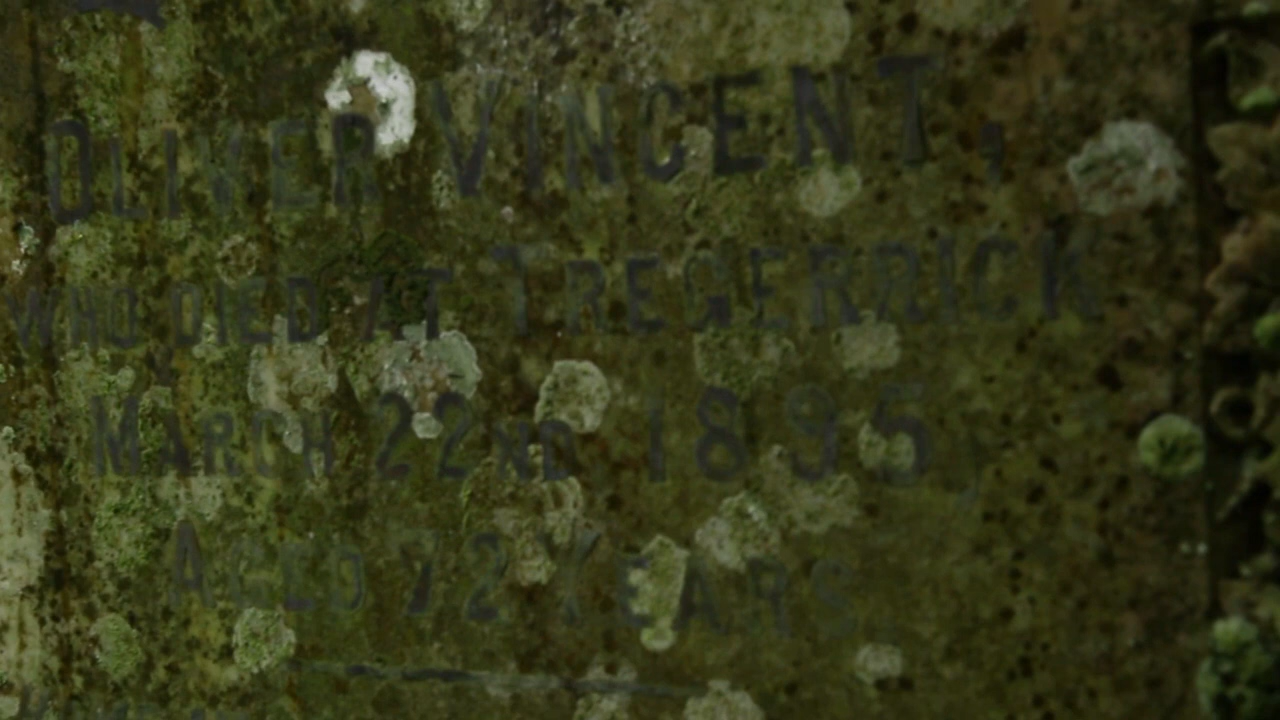 OLIVER VINCENT,
WHO DIED AT TREGERRICK
MARCH 22ND 1895,
AGED 72 YEARS